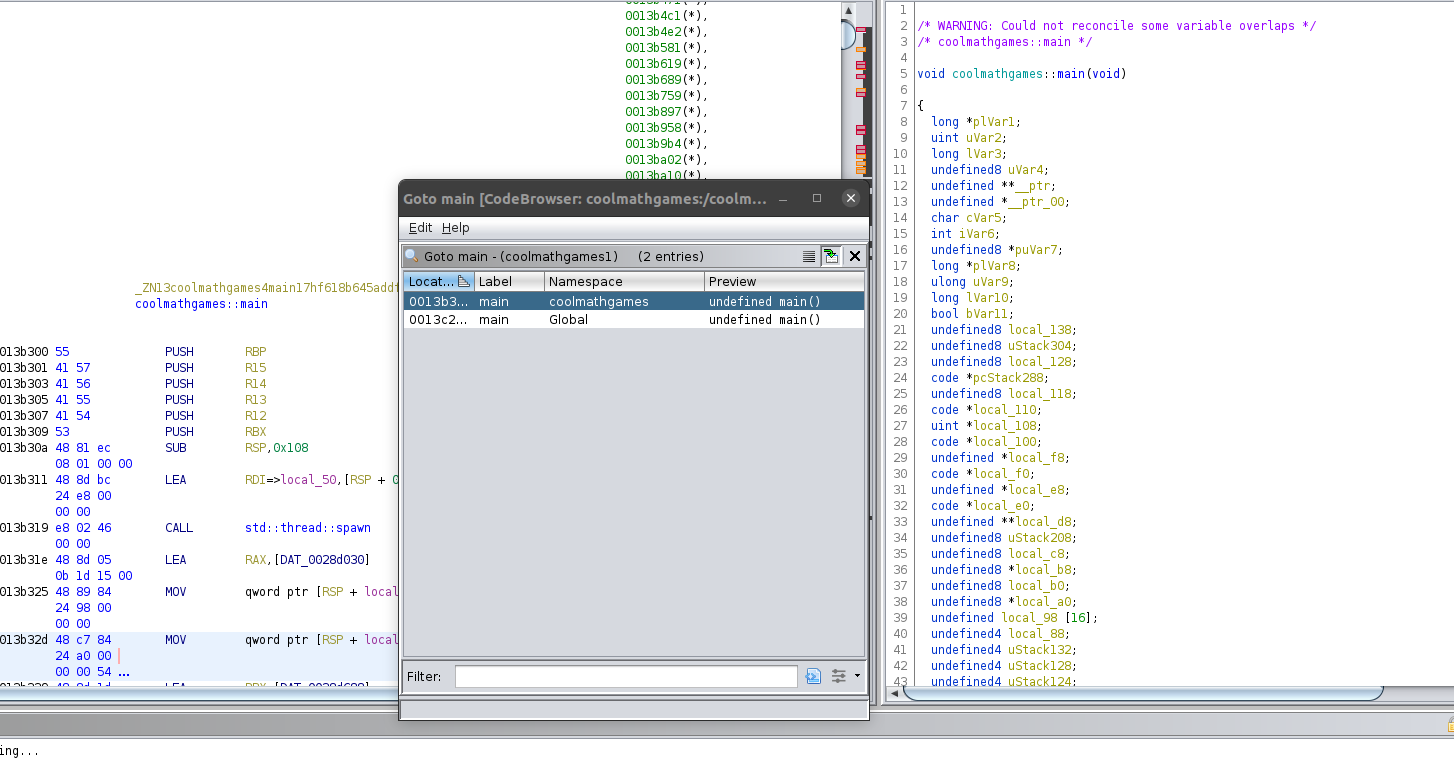 0013b4c1(*),
0013b4e2(*),
0013b581(*),
0013b619(*),
0013b689(*),
0013b759(*),
0013b897(*),
0013b958(*),
0013b9b4(*),
0013ba02(*),
0013ba10(*),
_ZN13coolmathgames4main17hf618b645addf
coolmathgames::main
013b300 55 PUSH RBP
013b301 41 57 PUSH R15
013b303 41 56 PUSH R14
013b305 41 55 PUSH R13
013b307 41 54 PUSH R12
013b309 53 PUSH RBX
013b30a 48 81 ec SUB RSP,0x108
08 01 00 00
013b311 48 8d bc LEA RDI=>local_50,[RSP + 0
24 e8 00
00 00
013b319 e8 02 46 CALL std::thread::spawn
00 00
013b31e 48 8d 05 LEA RAX,[DAT_0028d030]
0b 1d 15 00
013b325 48 89 84 MOV qword ptr [RSP + local
24 98 00
00 00
013b32d 48 c7 84 MOV qword ptr [RSP + local
24 a0 00
00 00 54 ...
Goto main [CodeBrowser: coolmathgames:/coolm...
Edit Help
Goto main - (coolmathgames1) (2 entries)
Locat... Label Namespace Preview
0013b3... main coolmathgames undefined main()
0013c2... main Global undefined main()
Filter:
1
2 /* WARNING: Could not reconcile some variable overlaps */
3 /* coolmathgames::main */
4
5 void coolmathgames::main(void)
6
7 {
8 long *plVar1;
9 uint uVar2;
10 long lVar3;
11 undefined8 uVar4;
12 undefined **__ptr;
13 undefined *__ptr_00;
14 char cVar5;
15 int iVar6;
16 undefined8 *puVar7;
17 long *plVar8;
18 ulong uVar9;
19 long lVar10;
20 bool bVar11;
21 undefined8 local_138;
22 undefined8 uStack304;
23 undefined8 local_128;
24 code *pcStack288;
25 undefined8 local_118;
26 code *local_110;
27 uint *local_108;
28 code *local_100;
29 undefined *local_f8;
30 code *local_f0;
31 undefined *local_e8;
32 code *local_e0;
33 undefined **local_d8;
34 undefined8 uStack208;
35 undefined8 local_c8;
36 undefined8 *local_b8;
37 undefined8 local_b0;
38 undefined8 *local_a0;
39 undefined local_98 [16];
40 undefined4 local_88;
41 undefined4 uStack132;
42 undefined4 uStack128;
43 undefined4 uStack124;
ing...